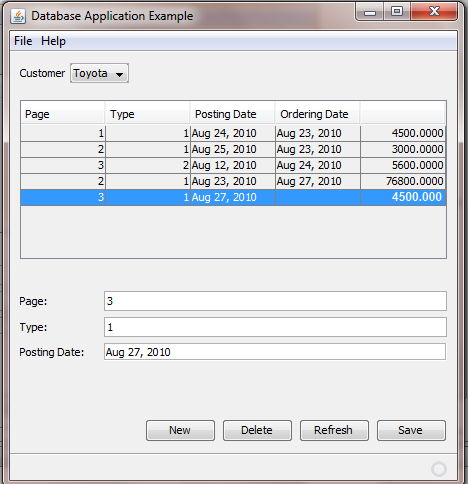 Database Application Example
File Help
Customer Toyota
Page Type Posting Date Ordering Date
1 1 Aug 24, 2010 Aug 23, 2010 4500.0000
2 1 Aug 25, 2010 Aug 23, 2010 3000.0000
3 2 Aug 12, 2010 Aug 24, 2010 5600.0000
2 1 Aug 23, 2010 Aug 27, 2010 76800.0000
3 1 Aug 27, 2010 4500.000
Page: 3
Type: 1
Posting Date: Aug 27, 2010
New Delete Refresh Save